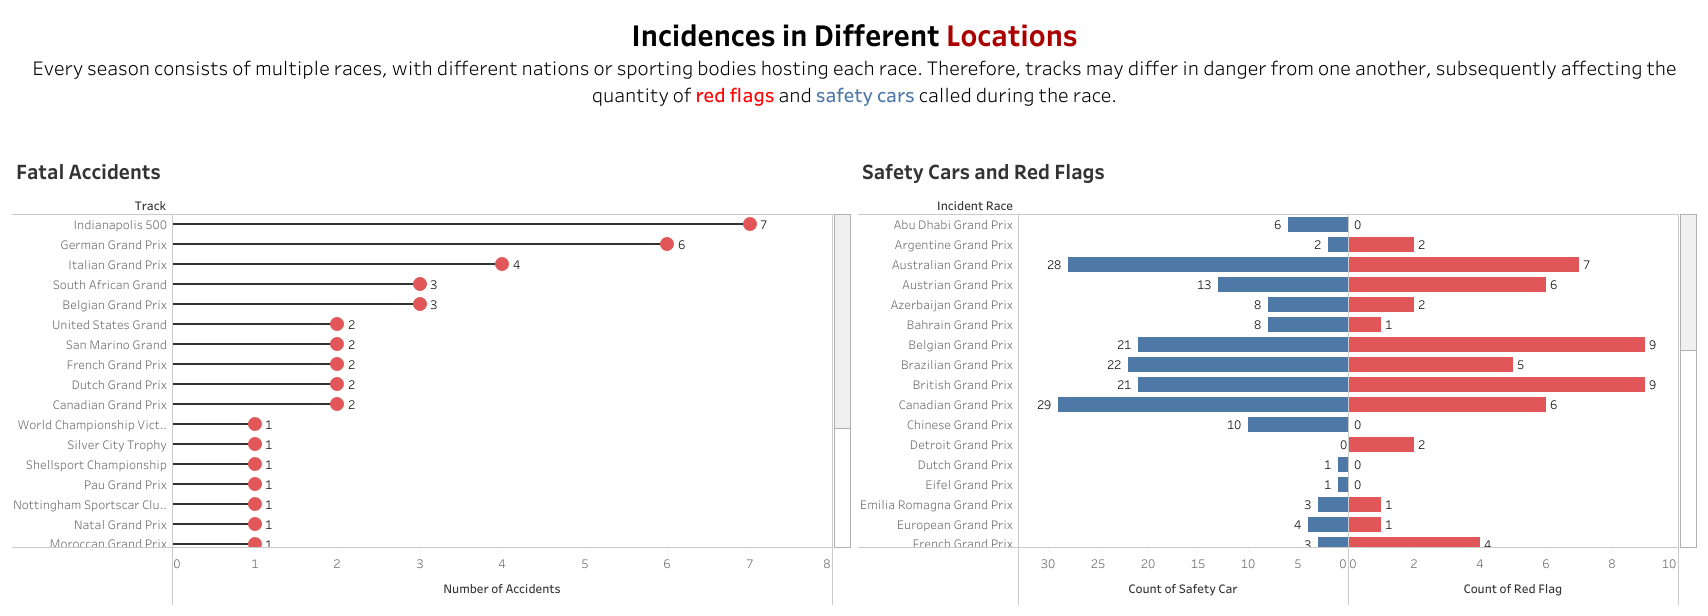 Incidences in Different Locations
Every season consists of multiple races, with different nations or sporting bodies hosting each race. Therefore, tracks may differ in danger from one another, subsequently affecting the
quantity of red flags and safety cars called during the race.
Fatal Accidents
Track
Indianapolis 500 7
German Grand Prix 6
Italian Grand Prix 4
South African Grand 3
Belgian Grand Prix 3
United States Grand 2
San Marino Grand 2
French Grand Prix 2
Dutch Grand Prix 2
Canadian Grand Prix 2
World Championship Vict.. 1
Silver City Trophy 1
Shellsport Championship 1
Pau Grand Prix 1
Nottingham Sportscar Clu.. 1
Natal Grand Prix 1
Moroccan Grand Prix 1
0 1 2 3 4 5 6 7 8
Number of Accidents
Safety Cars and Red Flags
Incident Race
Abu Dhabi Grand Prix 6 0
Argentine Grand Prix 2 2
Australian Grand Prix 28 7
Austrian Grand Prix 13 6
Azerbaijan Grand Prix 8 2
Bahrain Grand Prix 8 1
Belgian Grand Prix 21 9
Brazilian Grand Prix 22 5
British Grand Prix 21 9
Canadian Grand Prix 29 6
Chinese Grand Prix 10 0
Detroit Grand Prix 0 2
Dutch Grand Prix 1 0
Eifel Grand Prix 1 0
Emilia Romagna Grand Prix 3 1
European Grand Prix 4 1
French Grand Prix 3 4
30 25 20 15 10 5 0 0 2 4 6 8 10
Count of Safety Car Count of Red Flag